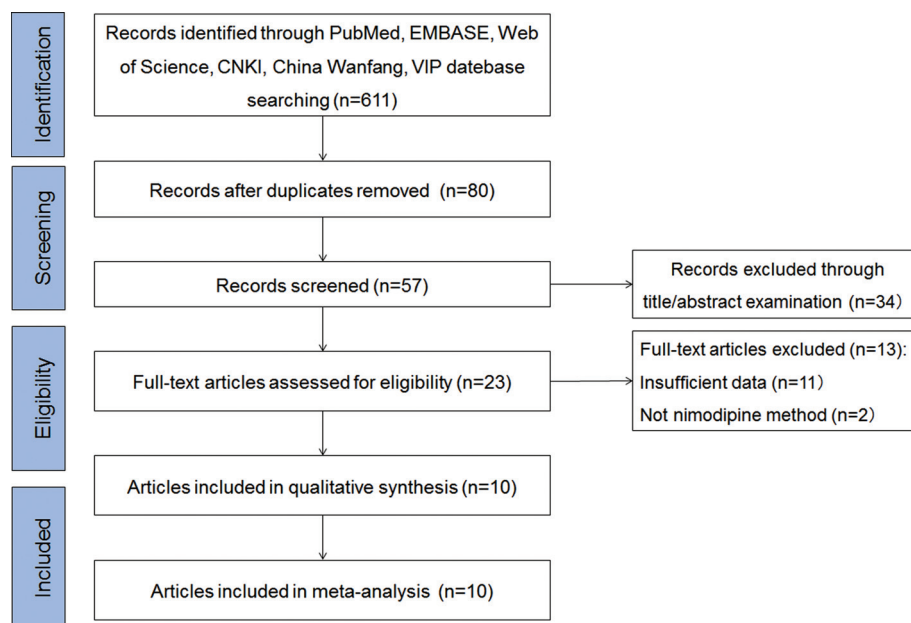 Identification
Records identified through PubMed, EMBASE, Web
of Science, CNKI, China Wanfang, VIP datebase
searching (n=611)
Screening
Records after duplicates removed (n=80)
Records screened (n=57)
Records excluded through
title/abstract examination (n=34)
Eligibility
Full-text articles assessed for eligibility (n=23)
Full-text articles excluded (n=13):
Insufficient data (n=11)
Not nimodipine method (n=2)
Articles included in qualitative synthesis (n=10)
Included
Articles included in meta-analysis (n=10)